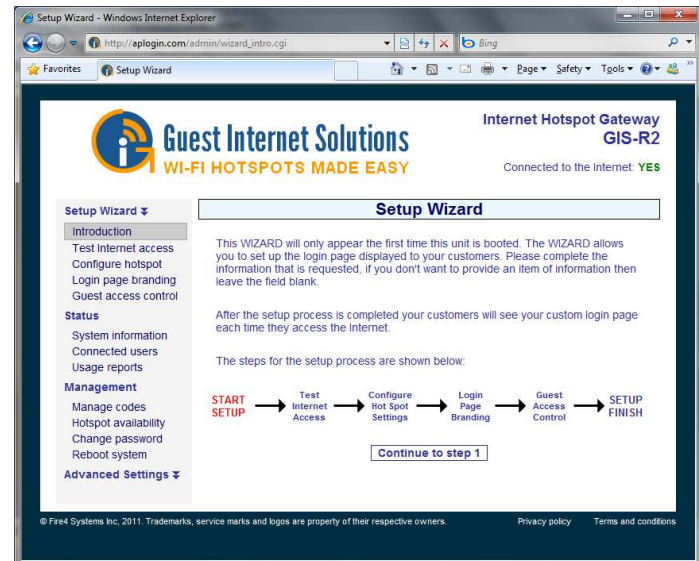 Setup Wizard - Windows Internet Explorer
http://aplogin.com/admin/wizard_intro.cgi
Bing
Favorites
Setup Wizard
Page
Safety
Tools
Guest Internet Solutions
WI-FI HOTSPOTS MADE EASY
Internet Hotspot Gateway
GIS-R2
Connected to the Internet: YES
Setup Wizard
Introduction
Test Internet access
Configure hotspot
Login page branding
Guest access control
Status
System information
Connected users
Usage reports
Management
Manage codes
Hotspot availability
Change password
Reboot system
Advanced Settings
Setup Wizard
This WIZARD will only appear the first time this unit is booted. The WIZARD allows
you to set up the login page displayed to your customers. Please complete the
information that is requested, if you don't want to provide an item of information then
leave the field blank.
After the setup process is completed your customers will see your custom login page
each time they access the Internet.
The steps for the setup process are shown below:
START
SETUP
Test
Internet
Access
Configure
Hot Spot
Settings
Login
Page
Branding
Guest
Access
Control
SETUP
FINISH
Continue to step 1
© Fire4 Systems Inc, 2011. Trademarks, service marks and logos are property of their respective owners.
Privacy policy
Terms and conditions